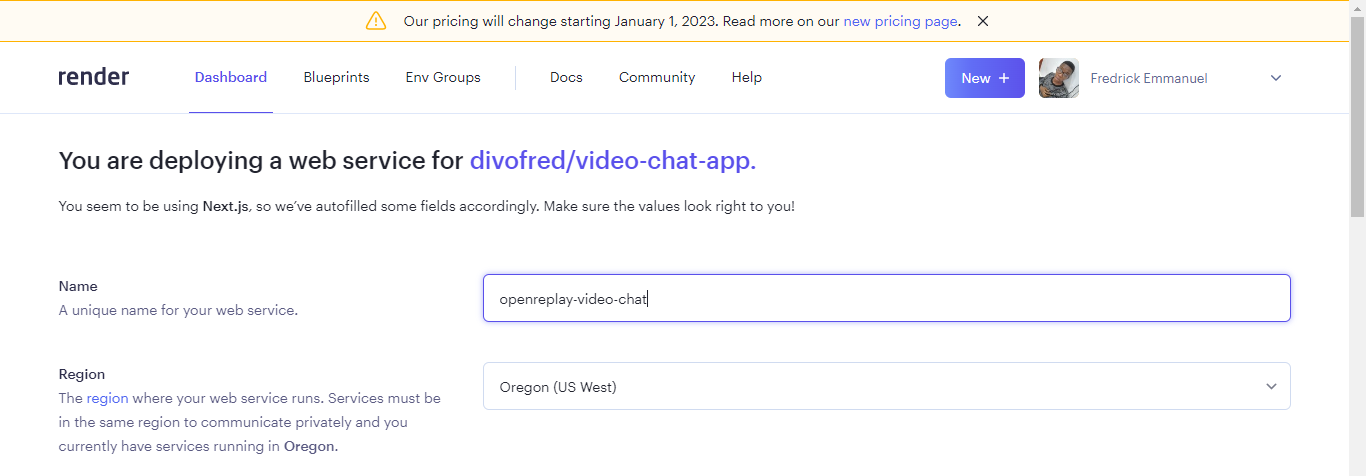 Our pricing will change starting January 1, 2023. Read more on our new pricing page.
render Dashboard Blueprints Env Groups Docs Community Help New + Fredrick Emmanuel
You are deploying a web service for divofred/video-chat-app.
You seem to be using Next.js, so we’ve autofilled some fields accordingly. Make sure the values look right to you!
Name
A unique name for your web service.
openreplay-video-chat
Region
The region where your web service runs. Services must be
in the same region to communicate privately and you
currently have services running in Oregon.
Oregon (US West)